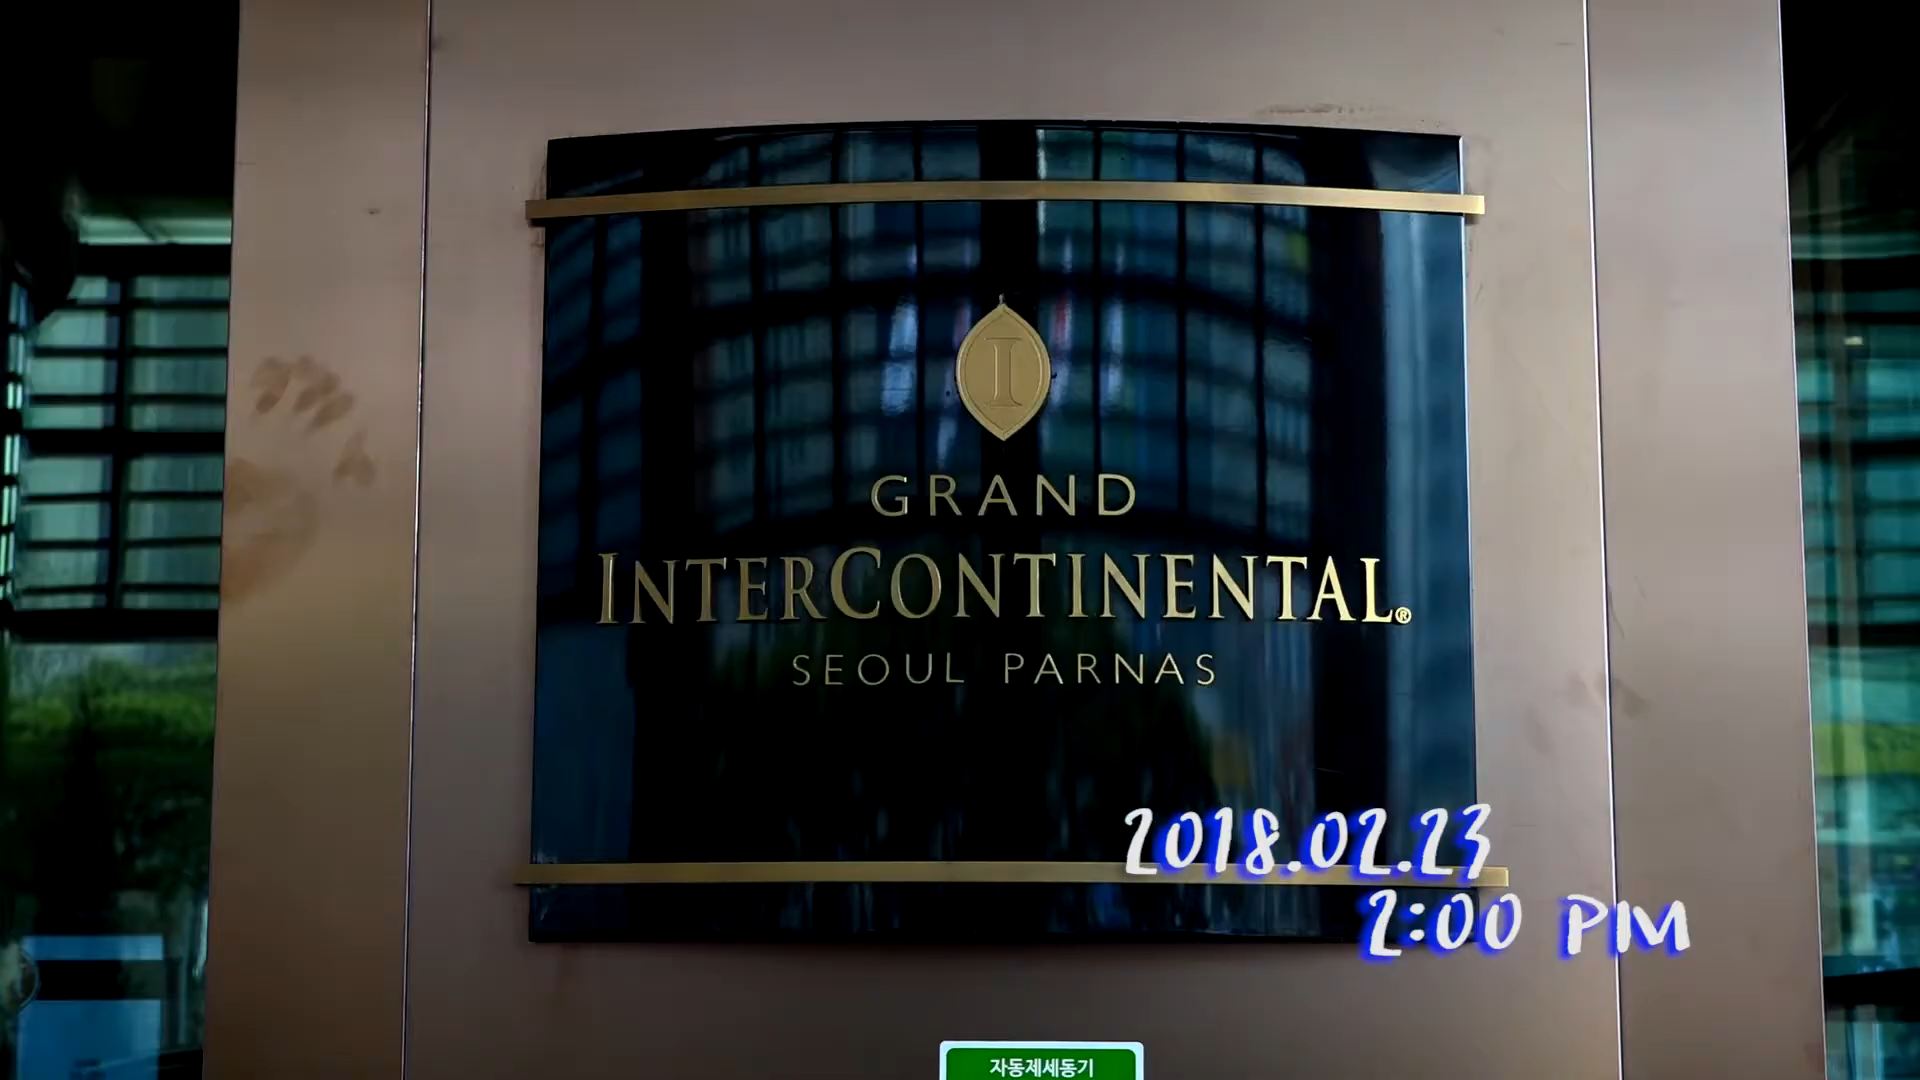 I
GRAND
INTERCONTINENTAL®
SEOUL PARNAS
2018.02.23
2:00 PM
자동제세동기